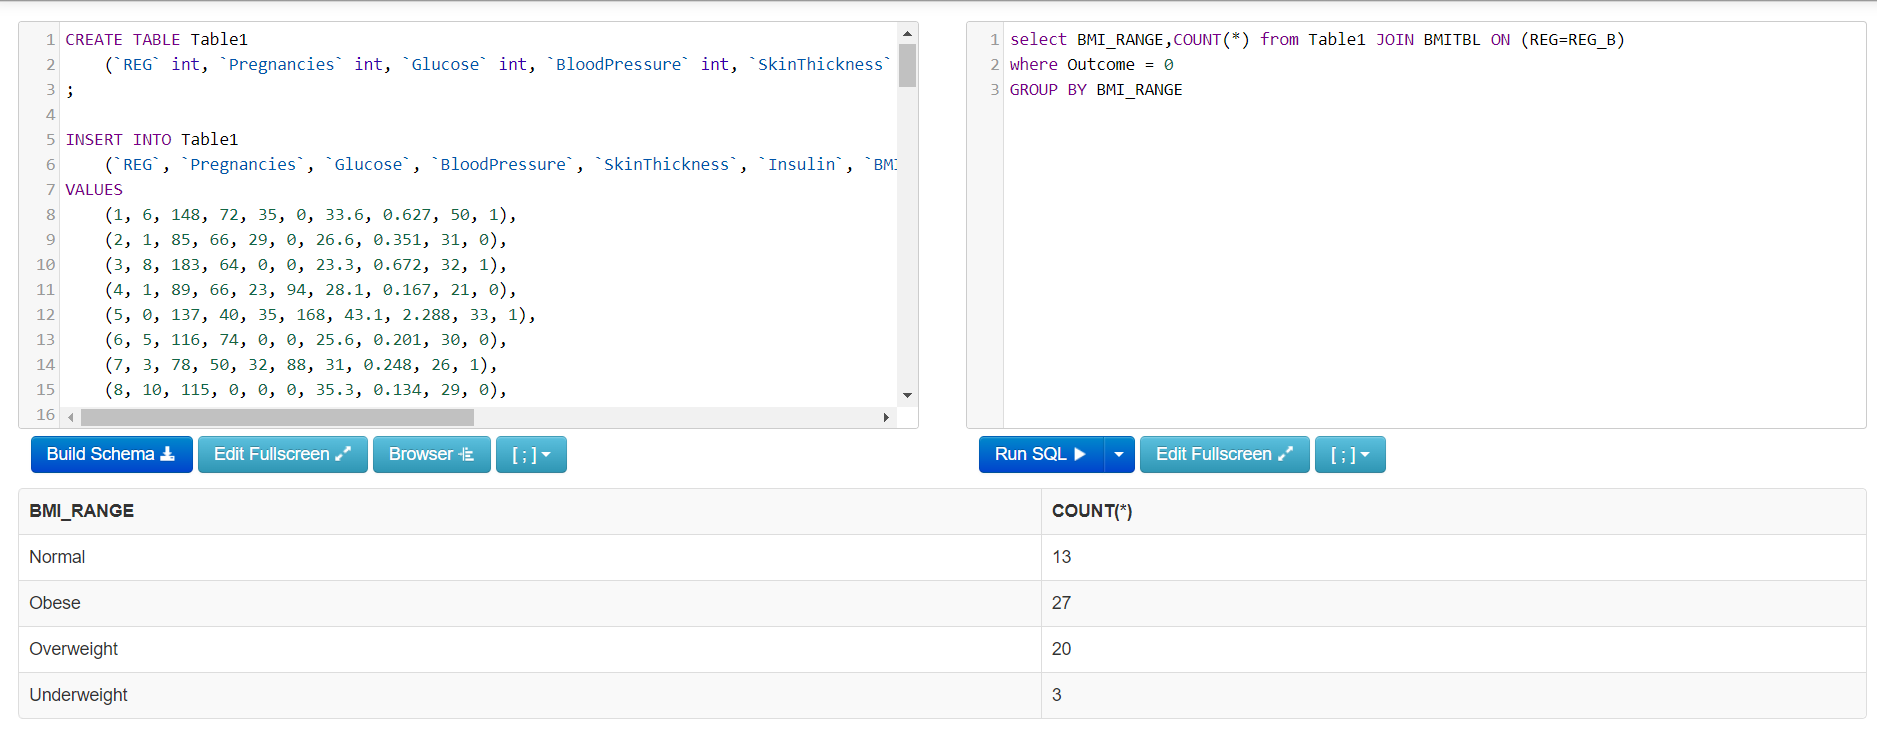 1 CREATE TABLE Table1
2 (`REG` int, `Pregnancies` int, `Glucose` int, `BloodPressure` int, `SkinThickness`
3 ;
4
5 INSERT INTO Table1
6 (`REG`, `Pregnancies`, `Glucose`, `BloodPressure`, `SkinThickness`, `Insulin`, `BMI
7 VALUES
8 (1, 6, 148, 72, 35, 0, 33.6, 0.627, 50, 1),
9 (2, 1, 85, 66, 29, 0, 26.6, 0.351, 31, 0),
10 (3, 8, 183, 64, 0, 0, 23.3, 0.672, 32, 1),
11 (4, 1, 89, 66, 23, 94, 28.1, 0.167, 21, 0),
12 (5, 0, 137, 40, 35, 168, 43.1, 2.288, 33, 1),
13 (6, 5, 116, 74, 0, 0, 25.6, 0.201, 30, 0),
14 (7, 3, 78, 50, 32, 88, 31, 0.248, 26, 1),
15 (8, 10, 115, 0, 0, 0, 35.3, 0.134, 29, 0),
16
1 select BMI_RANGE,COUNT(*) from Table1 JOIN BMITBL ON (REG=REG_B)
2 where Outcome = 0
3 GROUP BY BMI_RANGE
Build Schema Edit Fullscreen Browser [ ; ]
Run SQL Edit Fullscreen [ ; ]
BMI_RANGE COUNT(*)
Normal 13
Obese 27
Overweight 20
Underweight 3